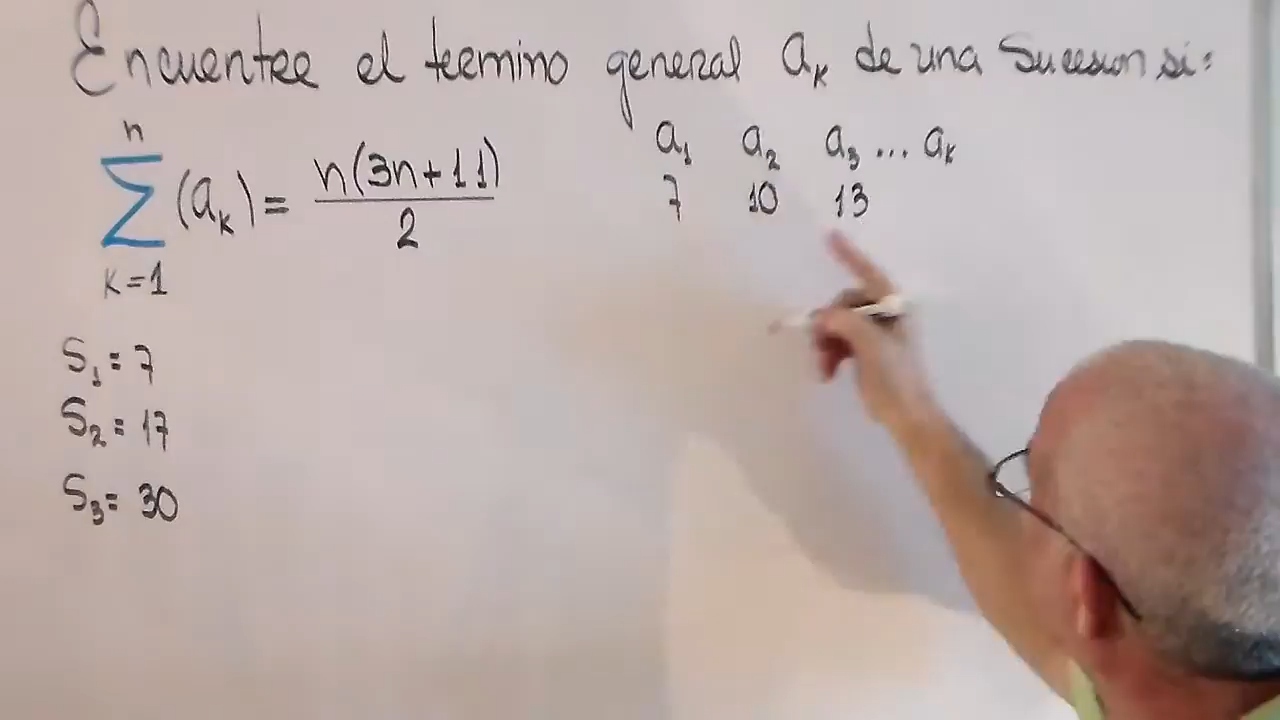 Encuentre el termino general aₖ de una Sucesion si:
n
∑ (aₖ) = n(3n+11)/2
k=1
a₁ a₂ a₃ ... aₖ
7 10 13
S₁ = 7
S₂ = 17
S₃ = 30